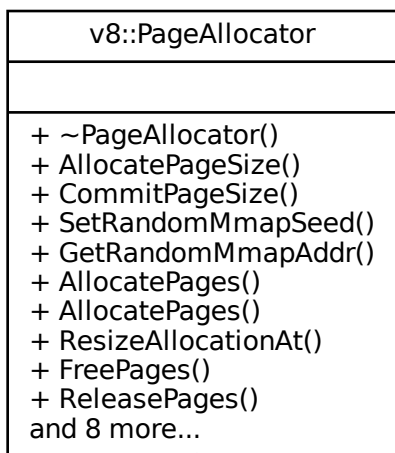 v8::PageAllocator
+ ~PageAllocator()
+ AllocatePageSize()
+ CommitPageSize()
+ SetRandomMmapSeed()
+ GetRandomMmapAddr()
+ AllocatePages()
+ AllocatePages()
+ ResizeAllocationAt()
+ FreePages()
+ ReleasePages()
and 8 more...